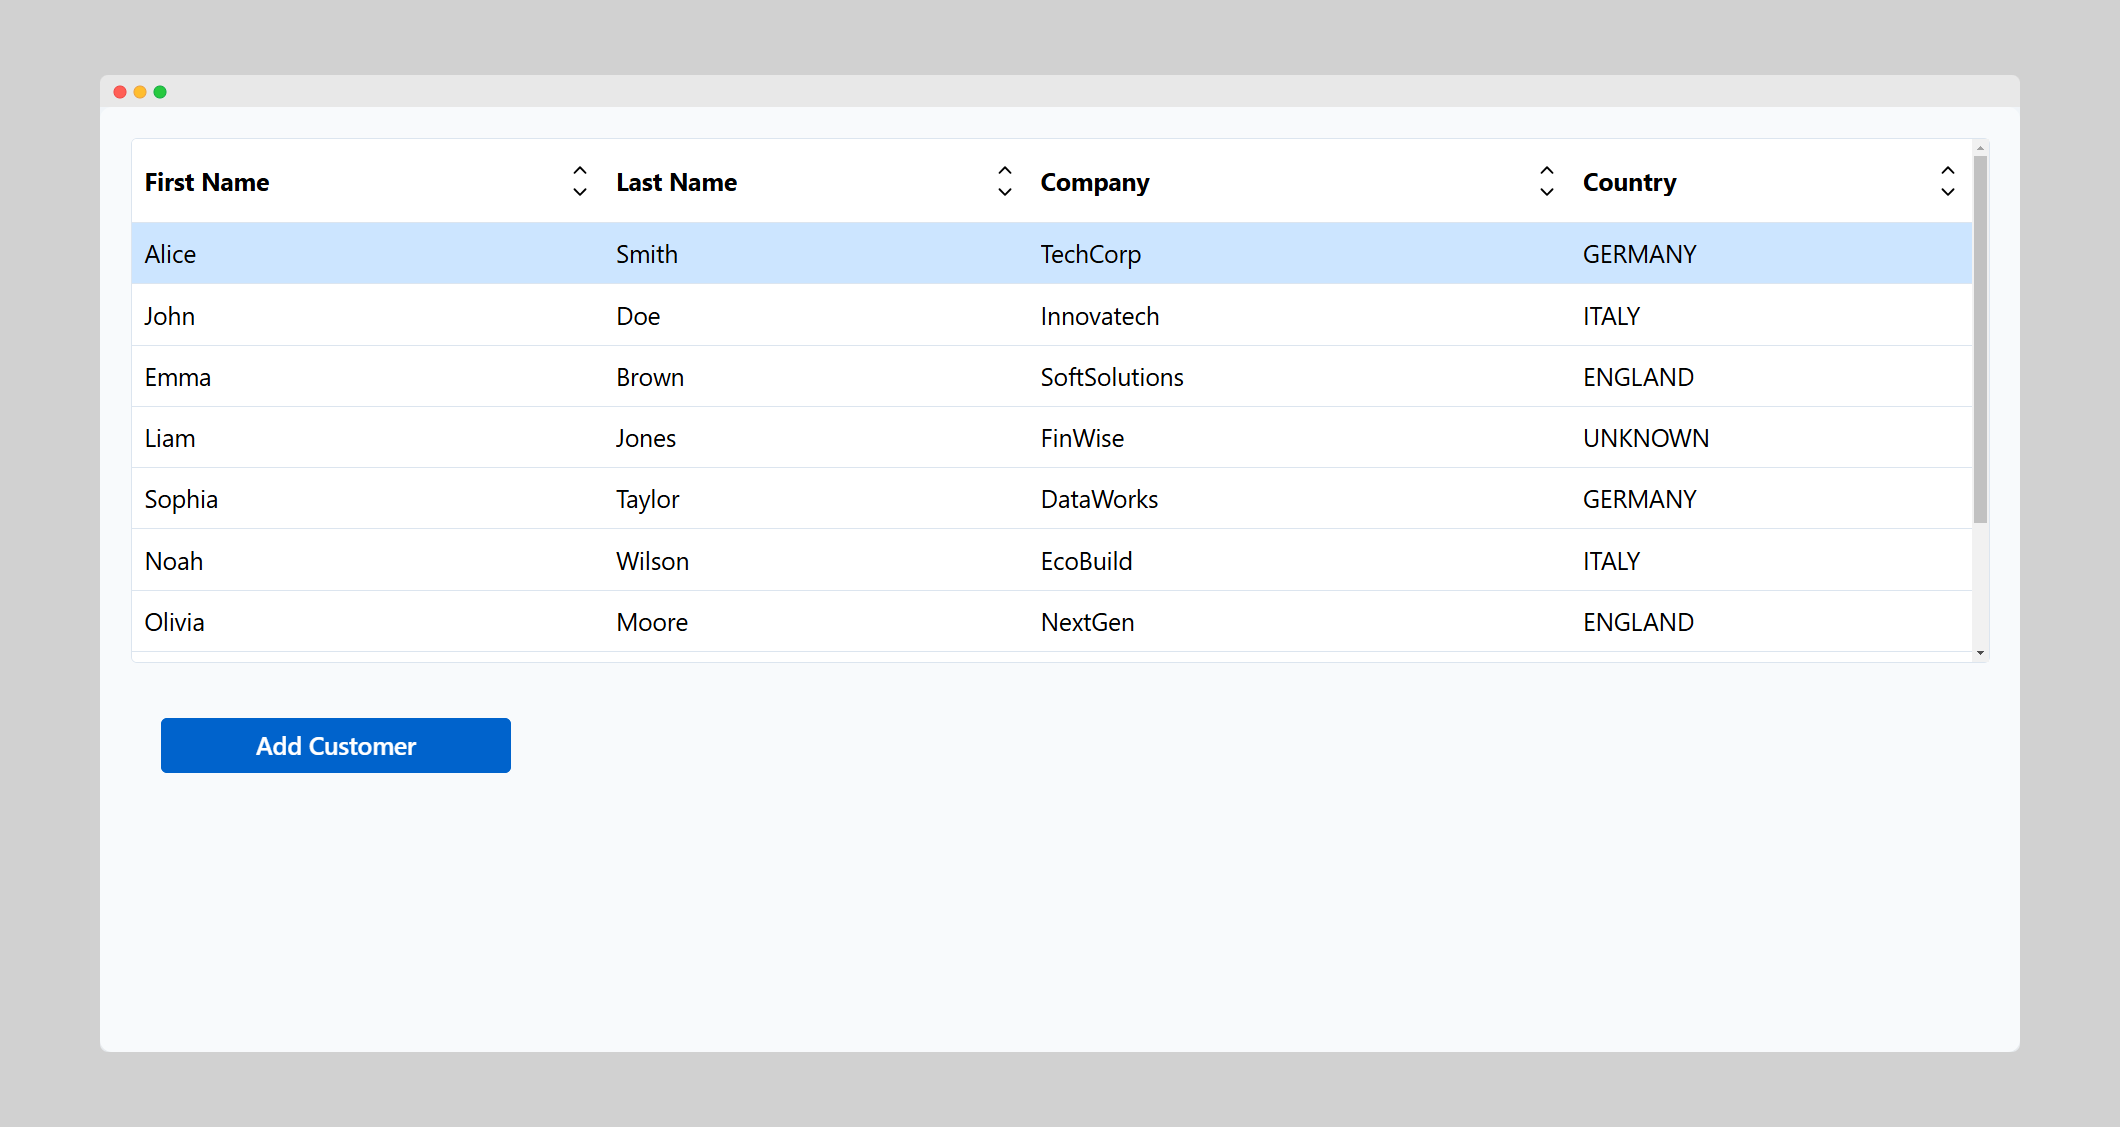 First Name Last Name Company Country
Alice Smith TechCorp GERMANY
John Doe Innovatech ITALY
Emma Brown SoftSolutions ENGLAND
Liam Jones FinWise UNKNOWN
Sophia Taylor DataWorks GERMANY
Noah Wilson EcoBuild ITALY
Olivia Moore NextGen ENGLAND
Add Customer